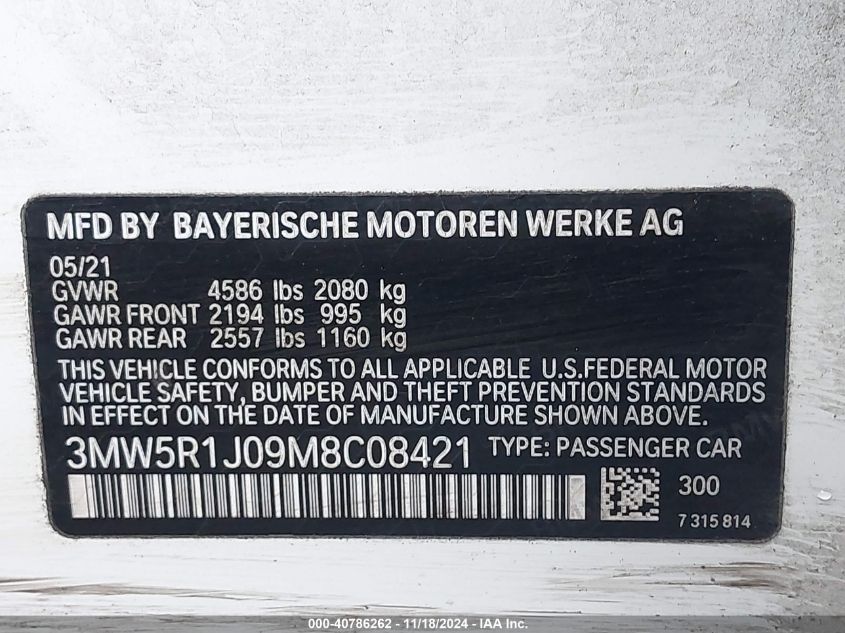 MFD BY BAYERISCHE MOTOREN WERKE AG
05/21
GVWR 4586 lbs 2080 kg
GAWR FRONT 2194 lbs 995 kg
GAWR REAR 2557 lbs 1160 kg
THIS VEHICLE CONFORMS TO ALL APPLICABLE U.S.FEDERAL MOTOR
VEHICLE SAFETY, BUMPER AND THEFT PREVENTION STANDARDS
IN EFFECT ON THE DATE OF MANUFACTURE SHOWN ABOVE.
3MW5R1J09M8C08421 TYPE: PASSENGER CAR
300
7 315 814
000-40786262 - 11/18/2024 - IAA Inc.